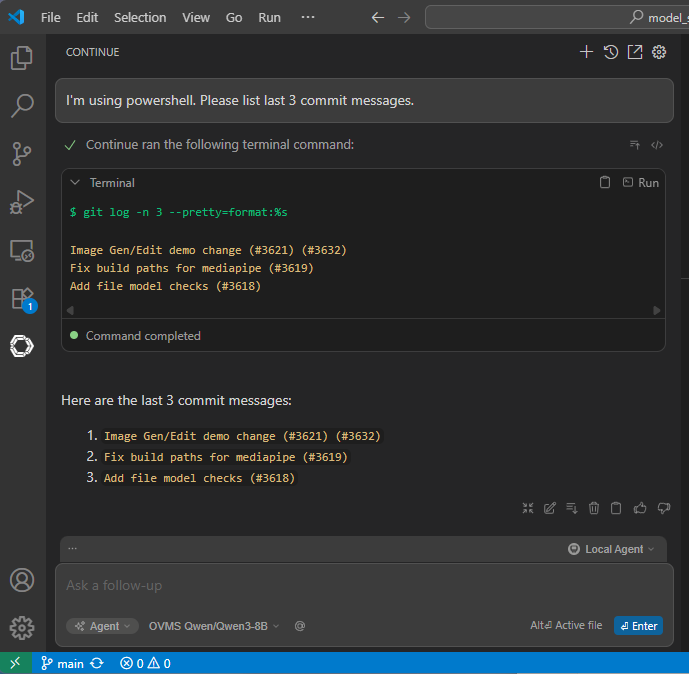 File Edit Selection View Go Run ··· model_s
CONTINUE
I'm using powershell. Please list last 3 commit messages.
Continue ran the following terminal command:
Terminal Run
$ git log -n 3 --pretty=format:%s
Image Gen/Edit demo change (#3621) (#3632)
Fix build paths for mediapipe (#3619)
Add file model checks (#3618)
Command completed
Here are the last 3 commit messages:
1. Image Gen/Edit demo change (#3621) (#3632)
2. Fix build paths for mediapipe (#3619)
3. Add file model checks (#3618)
1
··· Local Agent
Ask a follow-up
Agent OVMS Qwen/Qwen3-8B @ Alt⏎ Active file ⏎ Enter
main 0 0